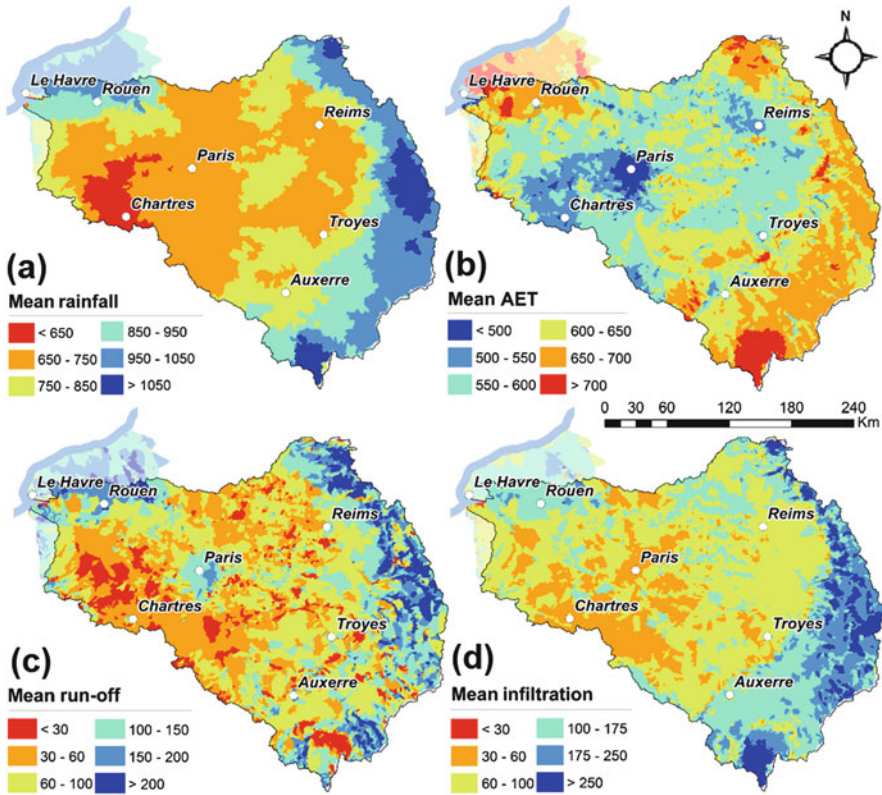 Le Havre
Rouen
Reims
Paris
Chartres
Troyes
Auxerre
(a)
Mean rainfall
< 650
650 - 750
750 - 850
850 - 950
950 - 1050
> 1050
N
Le Havre
Rouen
Reims
Paris
Chartres
Troyes
Auxerre
(b)
Mean AET
< 500
500 - 550
550 - 600
600 - 650
650 - 700
> 700
0 30 60 120 180 240
Km
Le Havre
Rouen
Reims
Paris
Chartres
Troyes
Auxerre
(c)
Mean run-off
< 30
30 - 60
60 - 100
100 - 150
150 - 200
> 200
Le Havre
Rouen
Reims
Paris
Chartres
Troyes
Auxerre
(d)
Mean infiltration
< 30
30 - 60
60 - 100
100 - 175
175 - 250
> 250